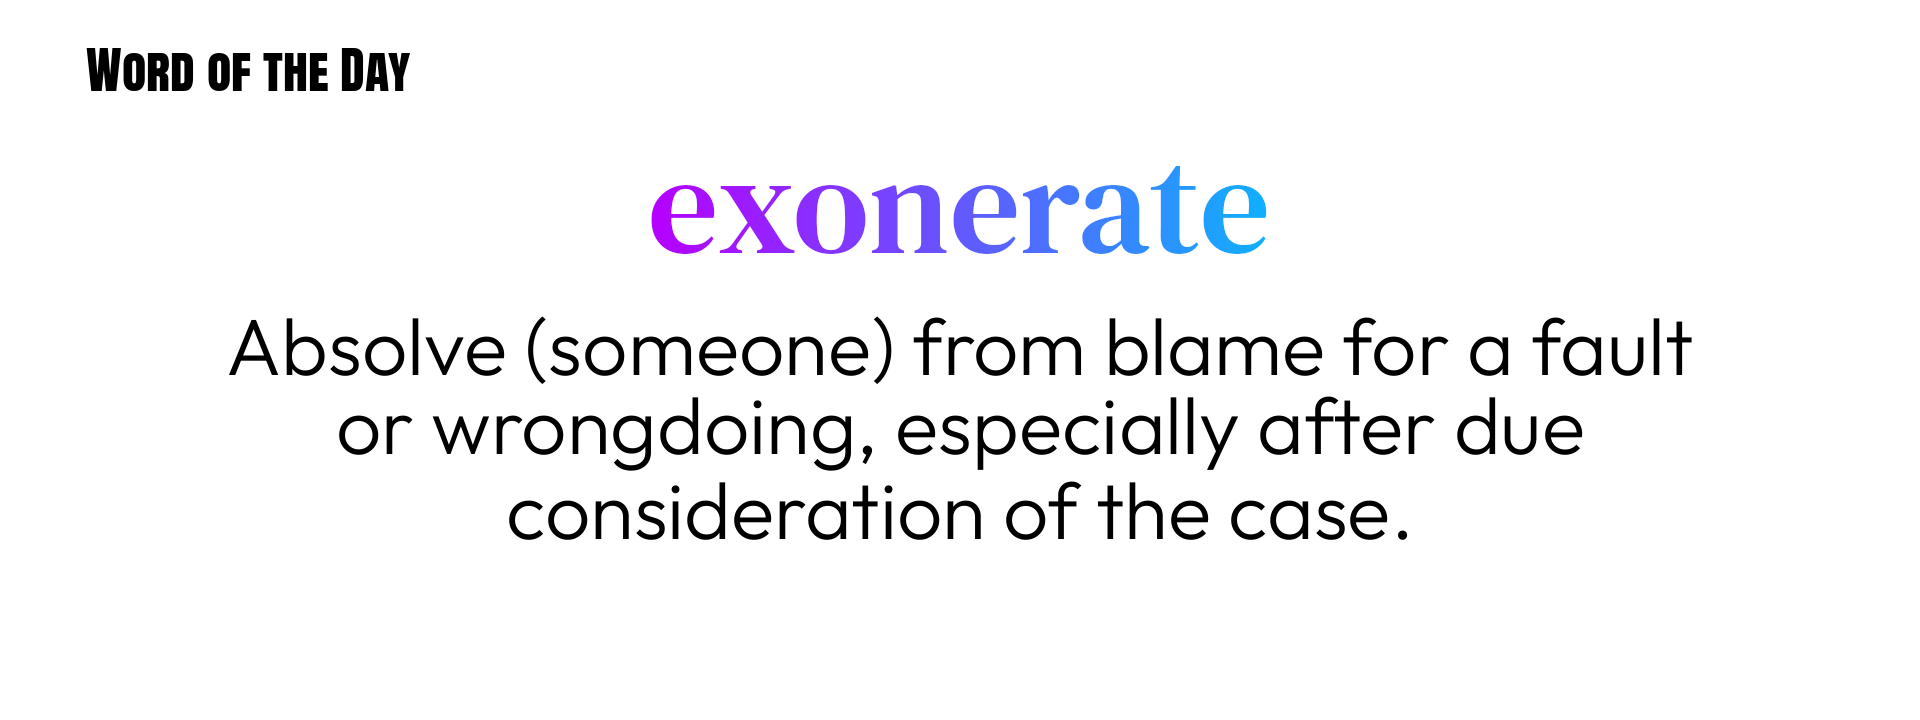 Word of the Day
exonerate
Absolve (someone) from blame for a fault
or wrongdoing, especially after due
consideration of the case.